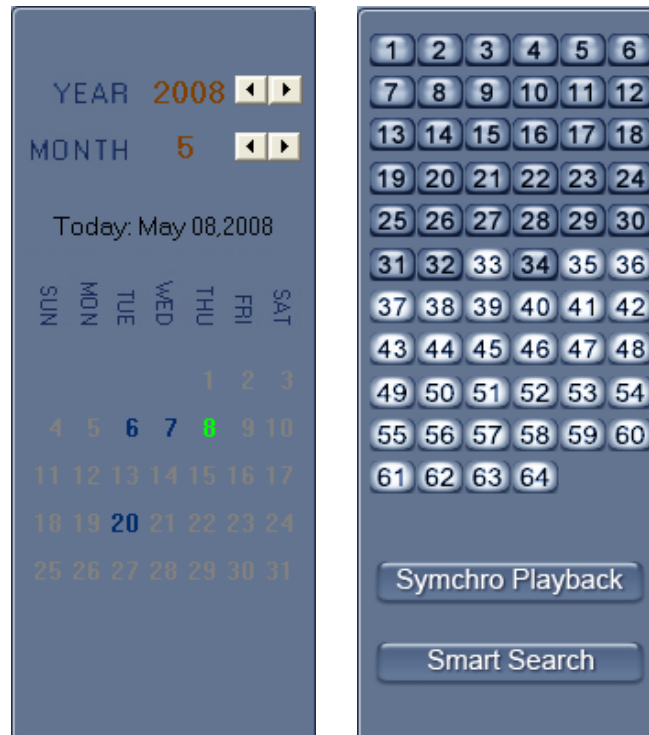 YEAR 2008
MONTH 5
Today: May 08,2008
SUN MON TUE WED THU FRI SAT
1 2 3
4 5 6 7 8 9 10
11 12 13 14 15 16 17
18 19 20 21 22 23 24
25 26 27 28 29 30 31
1 2 3 4 5 6
7 8 9 10 11 12
13 14 15 16 17 18
19 20 21 22 23 24
25 26 27 28 29 30
31 32 33 34 35 36
37 38 39 40 41 42
43 44 45 46 47 48
49 50 51 52 53 54
55 56 57 58 59 60
61 62 63 64
Symchro Playback
Smart Search